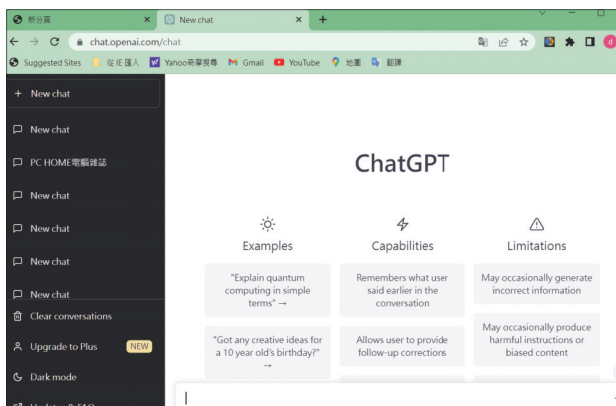 新分頁
New chat
chat.openai.com/chat
Suggested Sites 從 IE 匯入 Yahoo奇摩搜尋 Gmail YouTube 地圖 翻譯
+ New chat
New chat
PC HOME電腦雜誌
New chat
New chat
New chat
New chat
Clear conversations
Upgrade to Plus NEW
Dark mode
ChatGPT
Examples
"Explain quantum
computing in simple
terms" →
"Got any creative ideas for
a 10 year old's birthday?"
→
Capabilities
Remembers what user
said earlier in the
conversation
Allows user to provide
follow-up corrections
Limitations
May occasionally generate
incorrect information
May occasionally produce
harmful instructions or
biased content